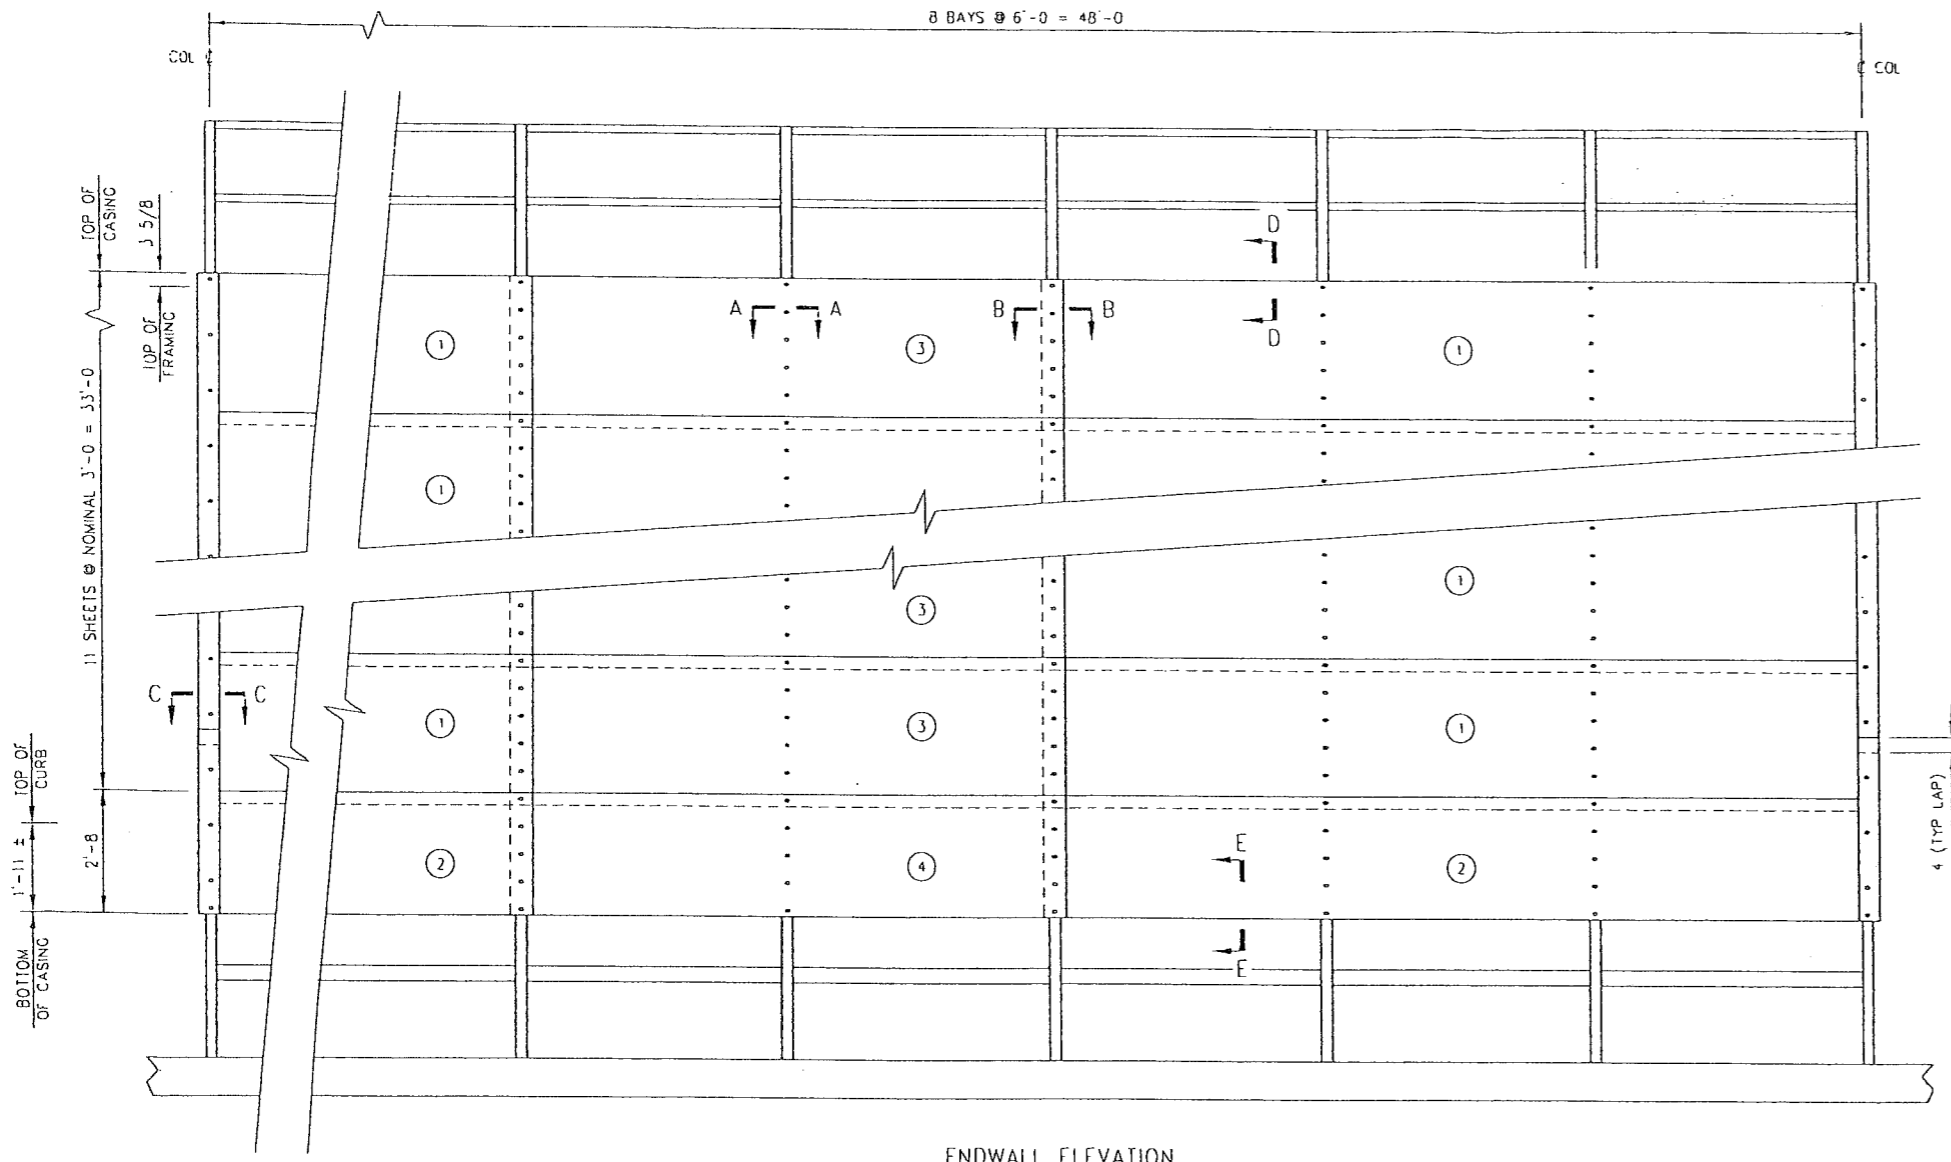 8 BAYS @ 6'-0 = 48'-0
COL ℄
℄ COL
TOP OF
CASING
3 5/8
TOP OF
FRAMING
11 SHEETS @ NOMINAL 3'-0 = 33'-0
D
D
A A
B B
1
3
1
1
3
1
C C
1
3
1
TOP OF
CURB
1'-11 ±
2'-8
4 (TYP LAP)
2
4
2
E
E
BOTTOM
OF CASING
ENDWALL ELEVATION